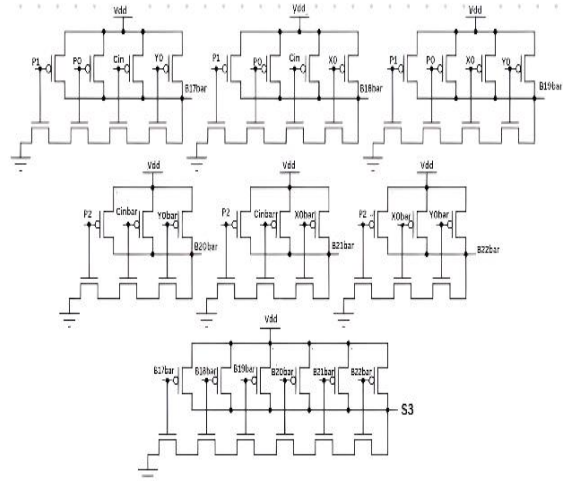 Vdd Vdd Vdd
P1 P0 Cin Y0 P1 P0 Cin X0 P1 P0 X0 Y0
B17bar B18bar B19bar
Vdd Vdd Vdd
P2 Cinbar Y0bar P2 Cinbar X0bar P2 X0bar Y0bar
B20bar B21bar B22bar
Vdd
B17bar B18bar B19bar B20bar B21bar B22bar
S3